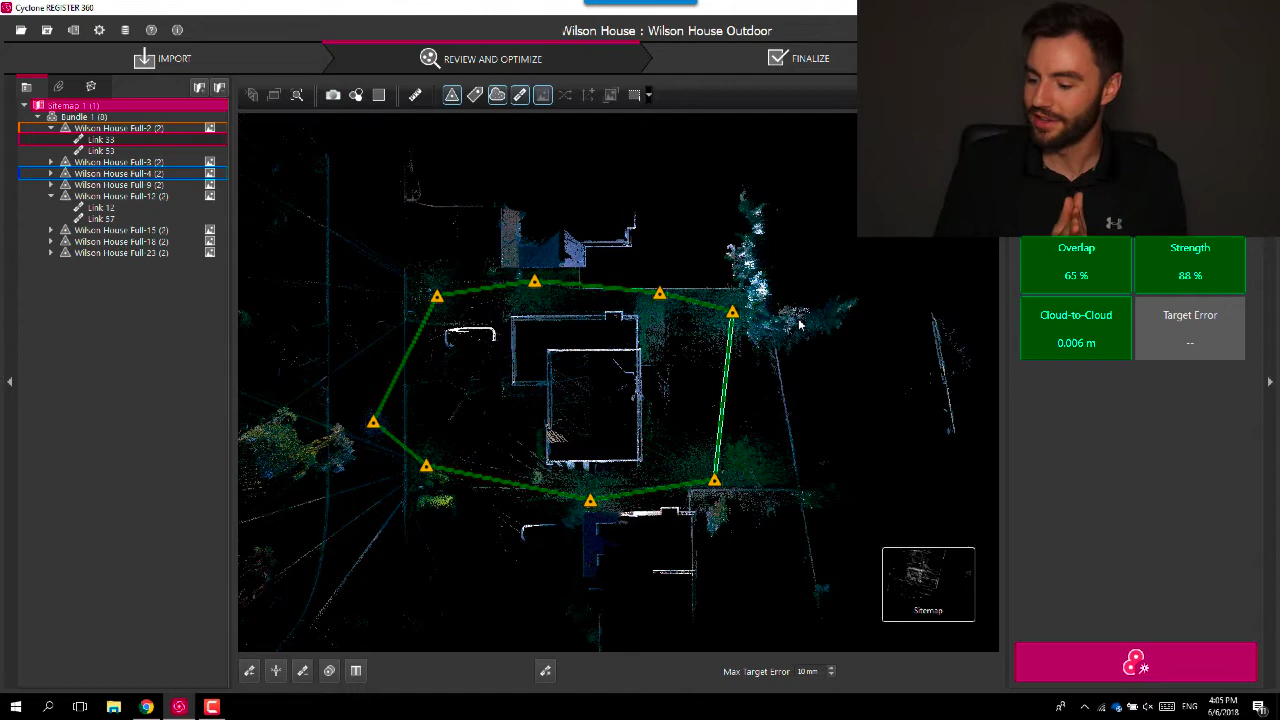 Cyclone REGISTER 360
Wilson House : Wilson House Outdoor
IMPORT
REVIEW AND OPTIMIZE
FINALIZE
Sitemap 1 (1)
Bundle 1 (8)
Wilson House Full-2 (2)
Link 33
Link 53
Wilson House Full-3 (2)
Wilson House Full-4 (2)
Wilson House Full-9 (2)
Wilson House Full-12 (2)
Link 12
Link 57
Wilson House Full-15 (2)
Wilson House Full-18 (2)
Wilson House Full-23 (2)
Overlap
65 %
Strength
88 %
Cloud-to-Cloud
0.006 m
Target Error
--
Sitemap
Max Target Error 10 mm
ENG
4:05 PM
6/6/2018